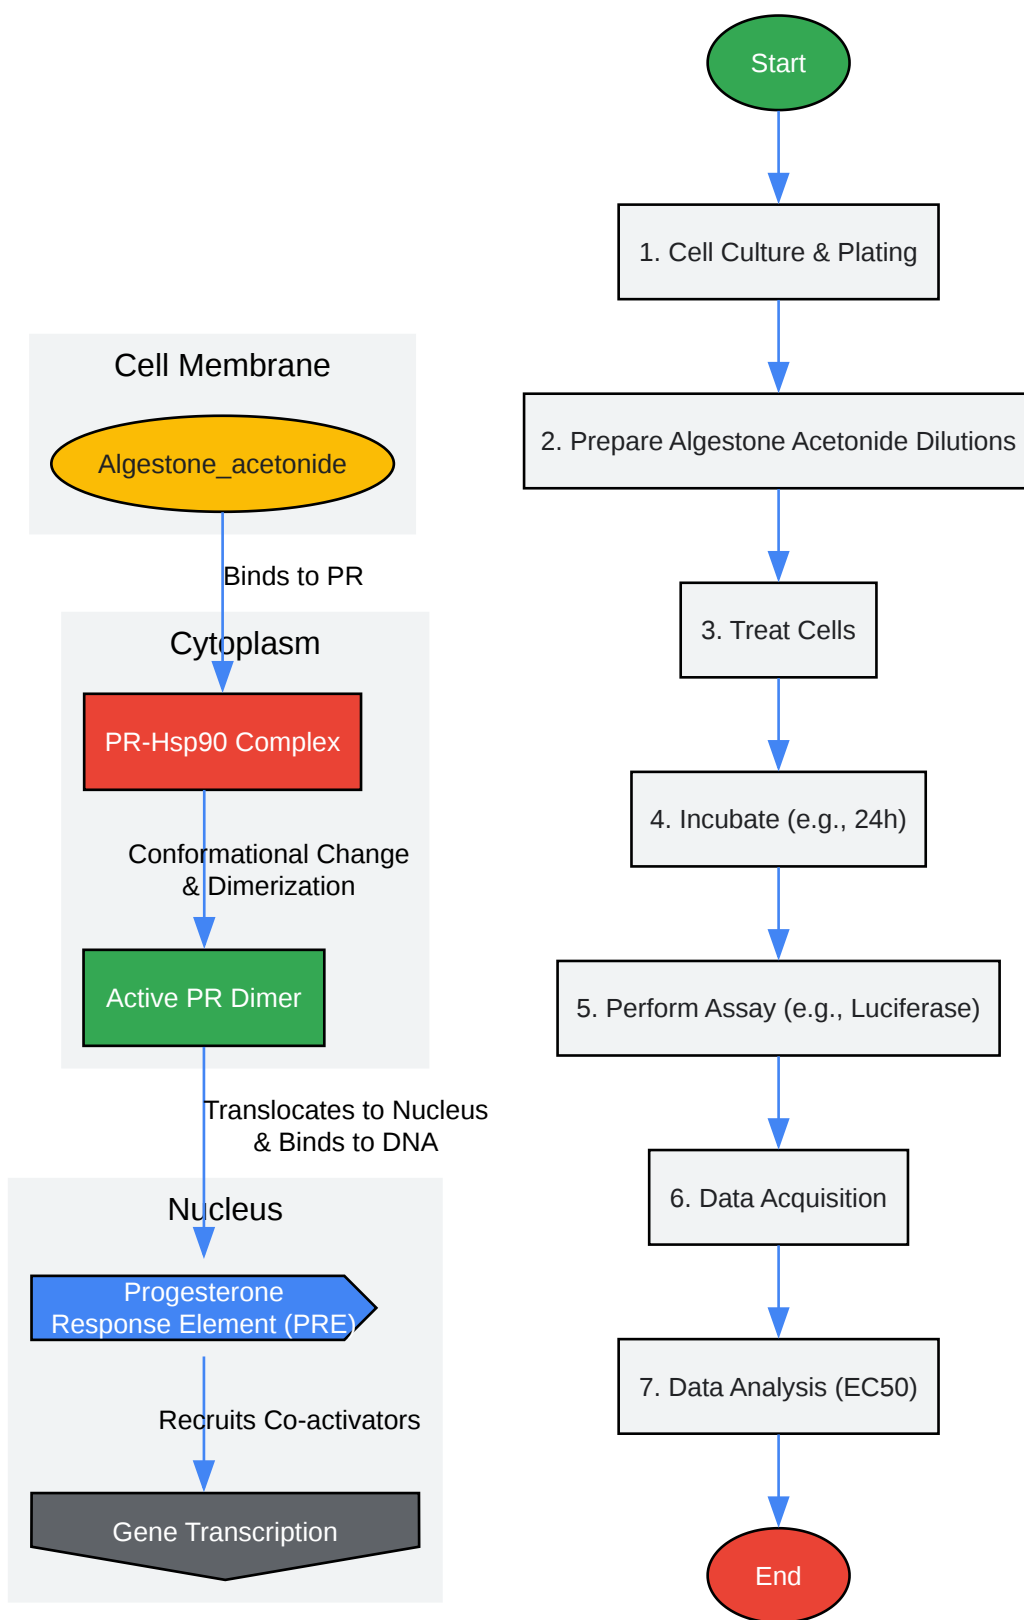 Cell Membrane
Algestone_acetonide
Binds to PR
Cytoplasm
PR-Hsp90 Complex
Conformational Change
& Dimerization
Active PR Dimer
Translocates to Nucleus
& Binds to DNA
Nucleus
Progesterone
Response Element (PRE)
Recruits Co-activators
Gene Transcription
Start
1. Cell Culture & Plating
2. Prepare Algestone Acetonide Dilutions
3. Treat Cells
4. Incubate (e.g., 24h)
5. Perform Assay (e.g., Luciferase)
6. Data Acquisition
7. Data Analysis (EC50)
End